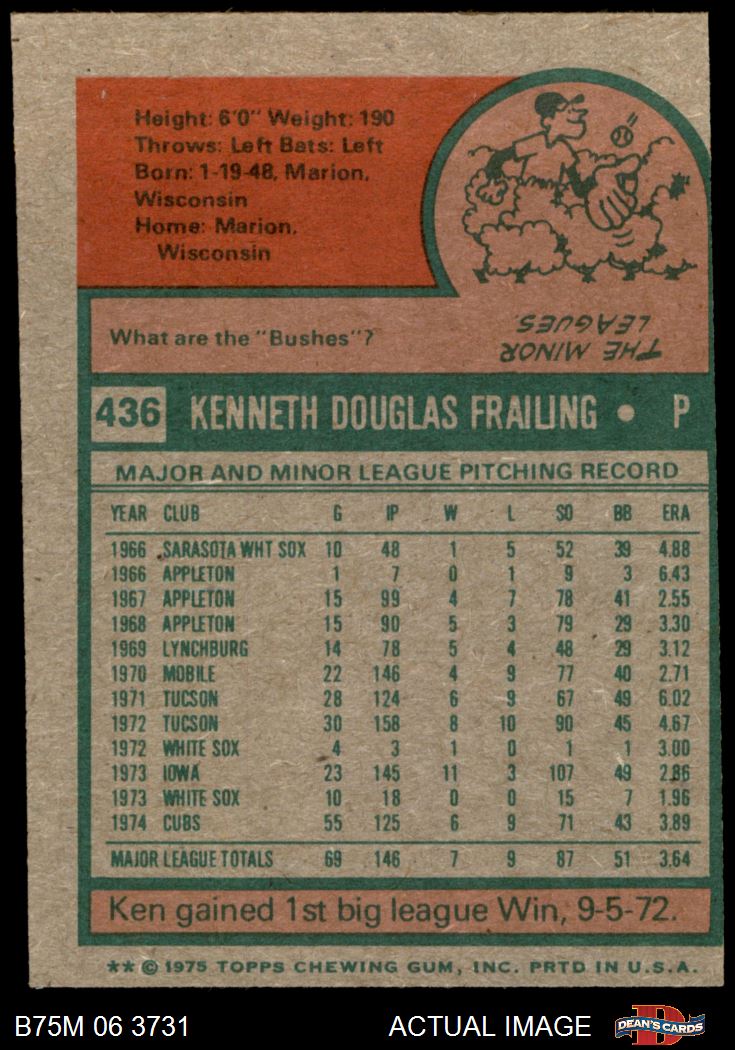 Height: 6'0" Weight: 190
Throws: Left Bats: Left
Born: 1-19-48, Marion,
Wisconsin
Home: Marion,
Wisconsin
What are the "Bushes"?
THE MINOR
LEAGUES.
436 KENNETH DOUGLAS FRAILING • P
MAJOR AND MINOR LEAGUE PITCHING RECORD
YEAR CLUB G IP W L SO BB ERA
1966 SARASOTA WHT SOX 10 48 1 5 52 39 4.88
1966 APPLETON 1 7 0 1 9 3 6.43
1967 APPLETON 15 99 4 7 78 41 2.55
1968 APPLETON 15 90 5 3 79 29 3.30
1969 LYNCHBURG 14 78 5 4 48 29 3.12
1970 MOBILE 22 146 4 9 77 40 2.71
1971 TUCSON 28 124 6 9 67 49 6.02
1972 TUCSON 30 158 8 10 90 45 4.67
1972 WHITE SOX 4 3 1 0 1 1 3.00
1973 IOWA 23 145 11 3 107 49 2.86
1973 WHITE SOX 10 18 0 0 15 7 1.96
1974 CUBS 55 125 6 9 71 43 3.89
MAJOR LEAGUE TOTALS 69 146 7 9 87 51 3.64
Ken gained 1st big league Win, 9-5-72.
** © 1975 TOPPS CHEWING GUM, INC. PRTD IN U.S.A.
B75M 06 3731 ACTUAL IMAGE D DEAN'S CARDS